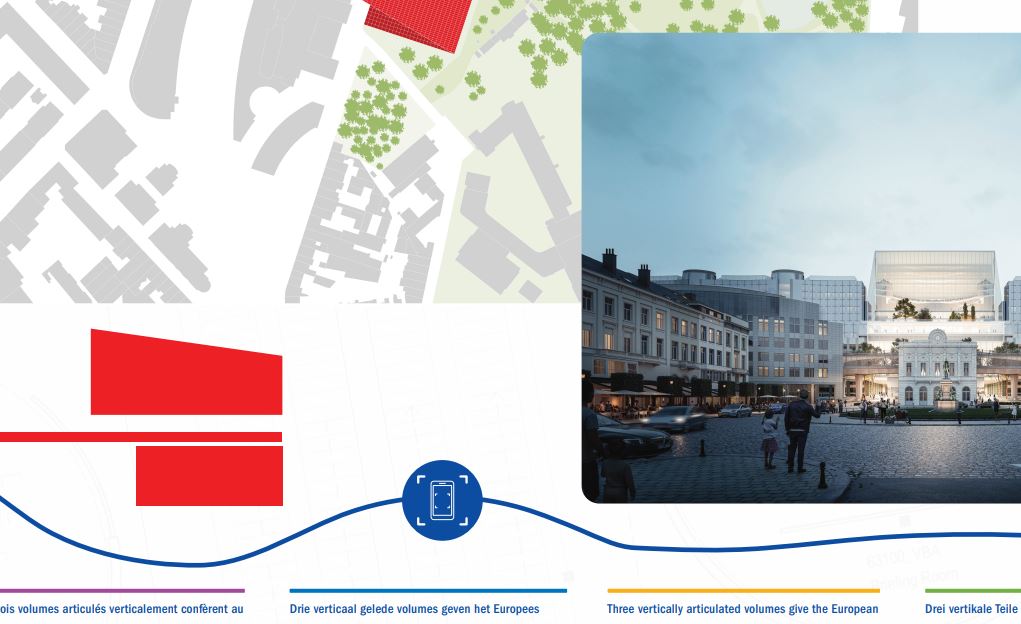 63100_VBA
Briefing Room
ois volumes articulés verticalement confèrent au
Drie verticaal gelede volumes geven het Europees
Three vertically articulated volumes give the European
Drei vertikale Teile